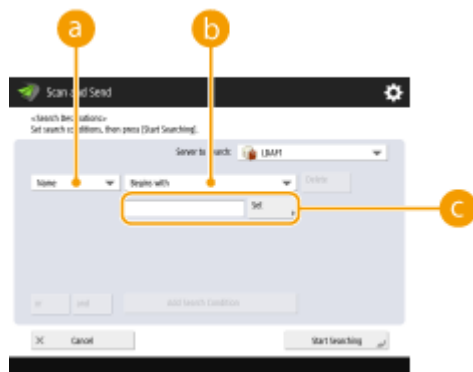 a b
Scan and Send
<Search Destinations>
Set search conditions, then press [Start Searching].
Server to Search: LDAP1
Name Begins with Delete
Set
c
or and Add Search Condition
Cancel Start Searching